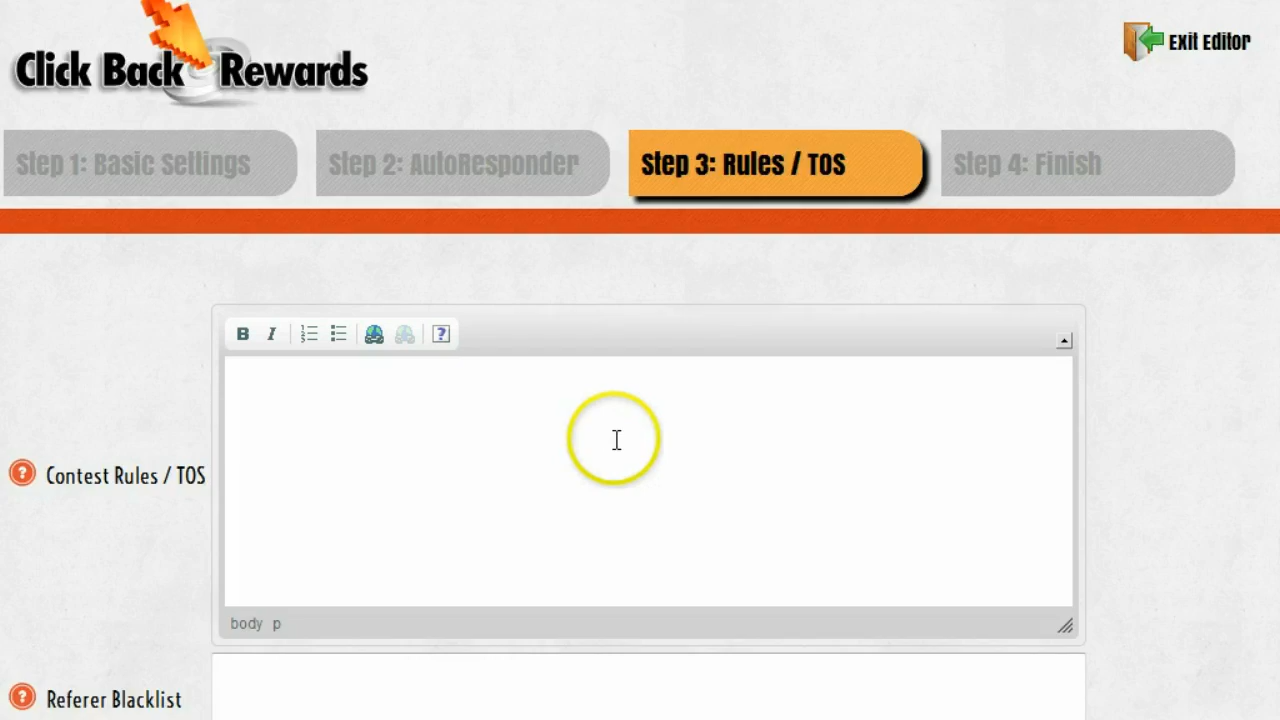 Click Back Rewards
Exit Editor
Step 1: Basic Settings
Step 2: AutoResponder
Step 3: Rules / TOS
Step 4: Finish
B I
?
? Contest Rules / TOS
body p
? Referer Blacklist